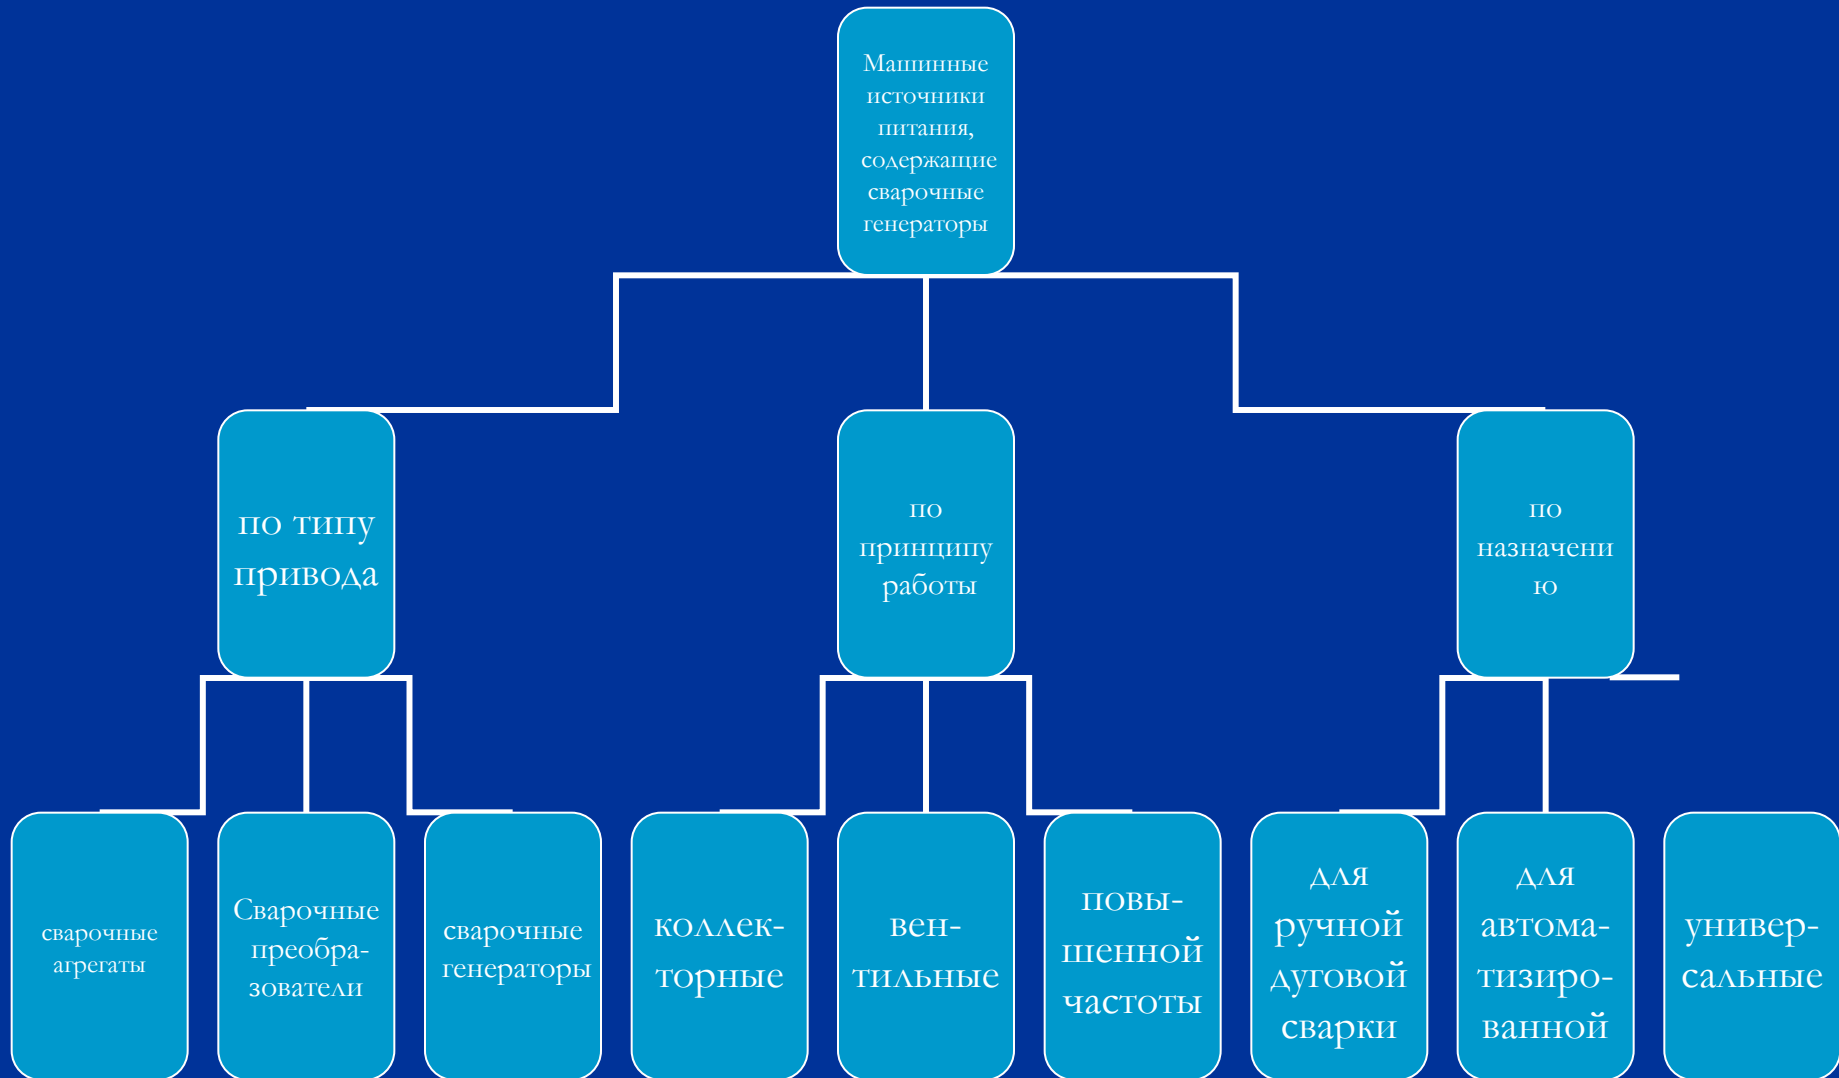 Машинные
источники
питания,
содержащие
сварочные
генераторы
по типу
привода
по
принципу
работы
по
назначени
ю
сварочные
агрегаты
Сварочные
преобра-
зователи
сварочные
генераторы
коллек-
торные
вен-
тильные
повы-
шенной
частоты
для
ручной
дуговой
сварки
для
автома-
тизиро-
ванной
универ-
сальные